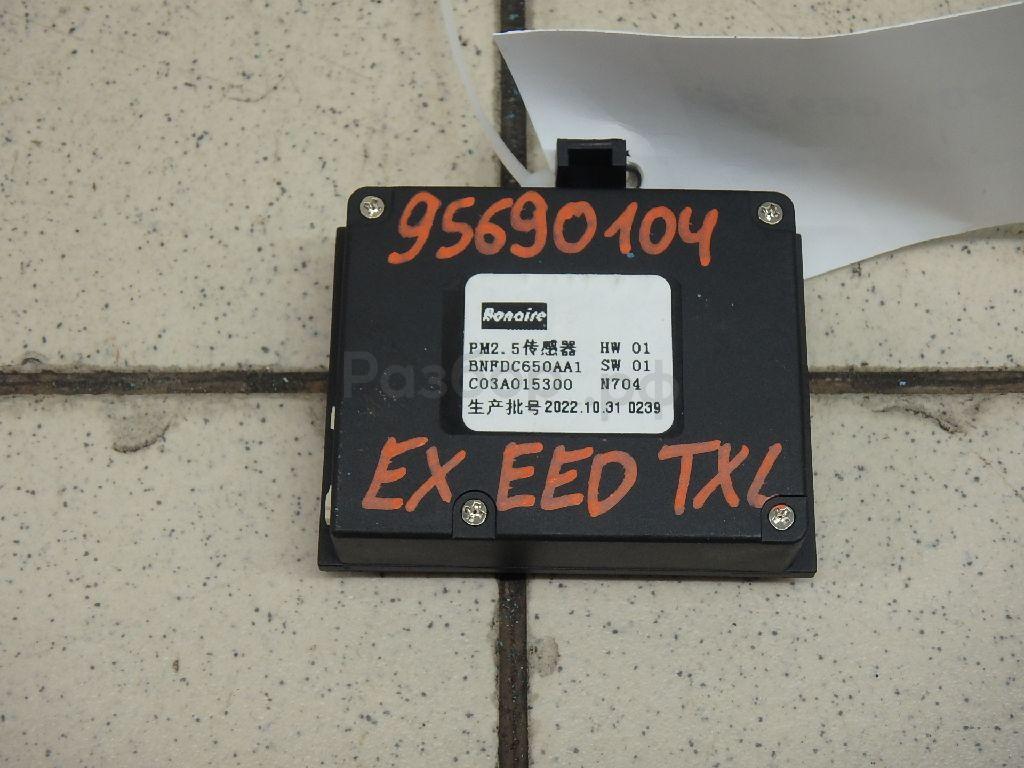 95690104
Bonaire
PM2.5传感器 HW 01
BNFDC650AA1 SW 01
C03A015300 N704
生产批号 2022.10.31 0239
EX EED TXL